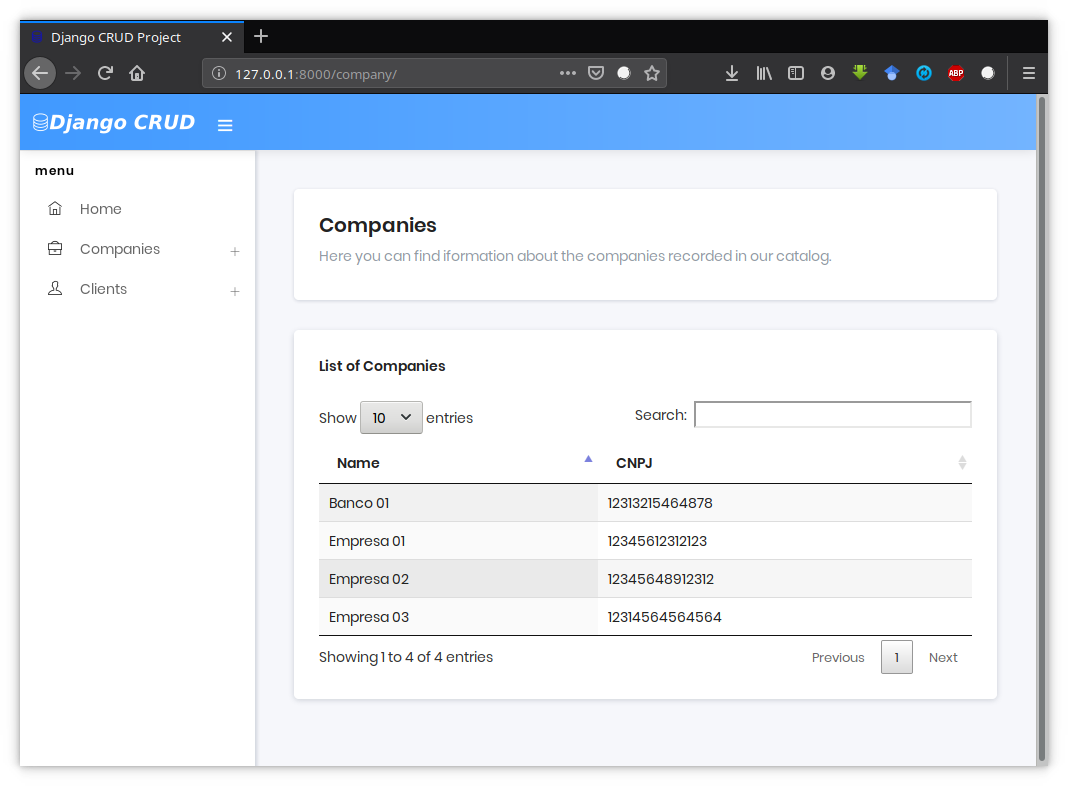 Django CRUD Project
127.0.0.1:8000/company/
ABP
Django CRUD
menu
Home
Companies +
Clients +
Companies
Here you can find iformation about the companies recorded in our catalog.
List of Companies
Show 10 entries Search:
Name CNPJ
Banco 01 12313215464878
Empresa 01 12345612312123
Empresa 02 12345648912312
Empresa 03 12314564564564
Showing 1 to 4 of 4 entries Previous 1 Next